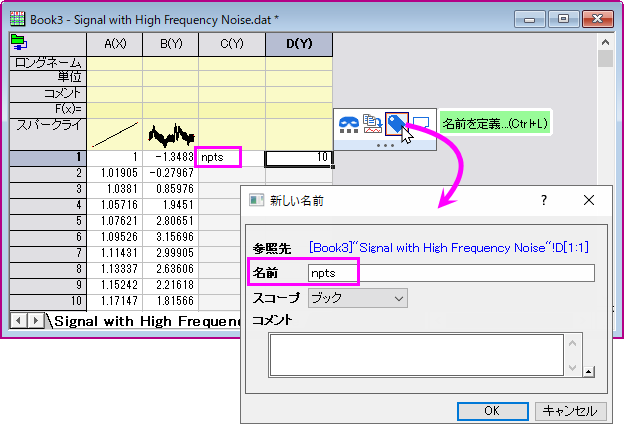 Book3 - Signal with High Frequency Noise.dat *
A(X) B(Y) C(Y) D(Y)
ロングネーム
単位
コメント
F(x)=
スパークライ
1 1 -1.3483 npts 10
2 1.01905 -0.27967
3 1.0381 0.85976
4 1.05716 1.9451
5 1.07621 2.80651
6 1.09526 3.15696
7 1.11431 2.99905
8 1.13337 2.63606
9 1.15242 2.21618
10 1.17147 1.81566
Signal with High Frequenc
名前を定義...(Ctrl+L)
新しい名前
参照先 [Book3]"Signal with High Frequency Noise"!D[1:1]
名前 npts
スコープ ブック
コメント
OK キャンセル